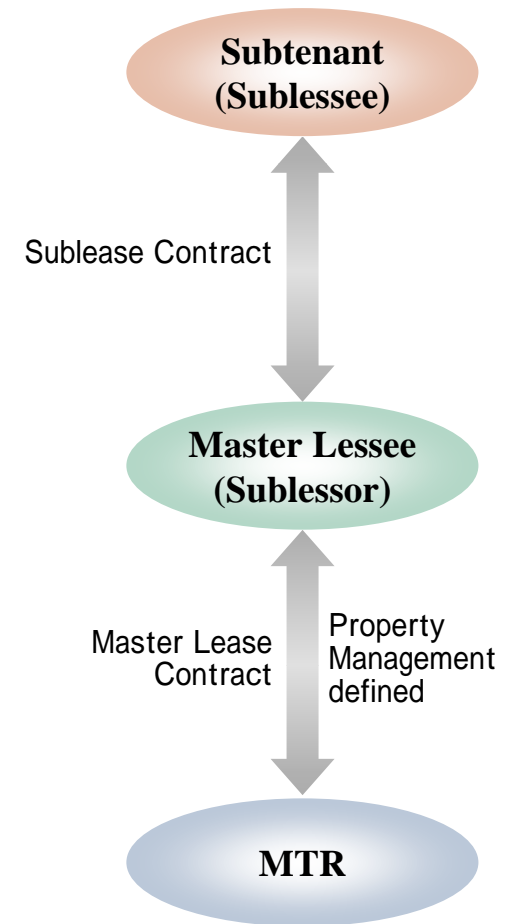 Subtenant
(Sublessee)
Sublease Contract
Master Lessee
(Sublessor)
Master Lease
Contract
Property
Management
defined
MTR